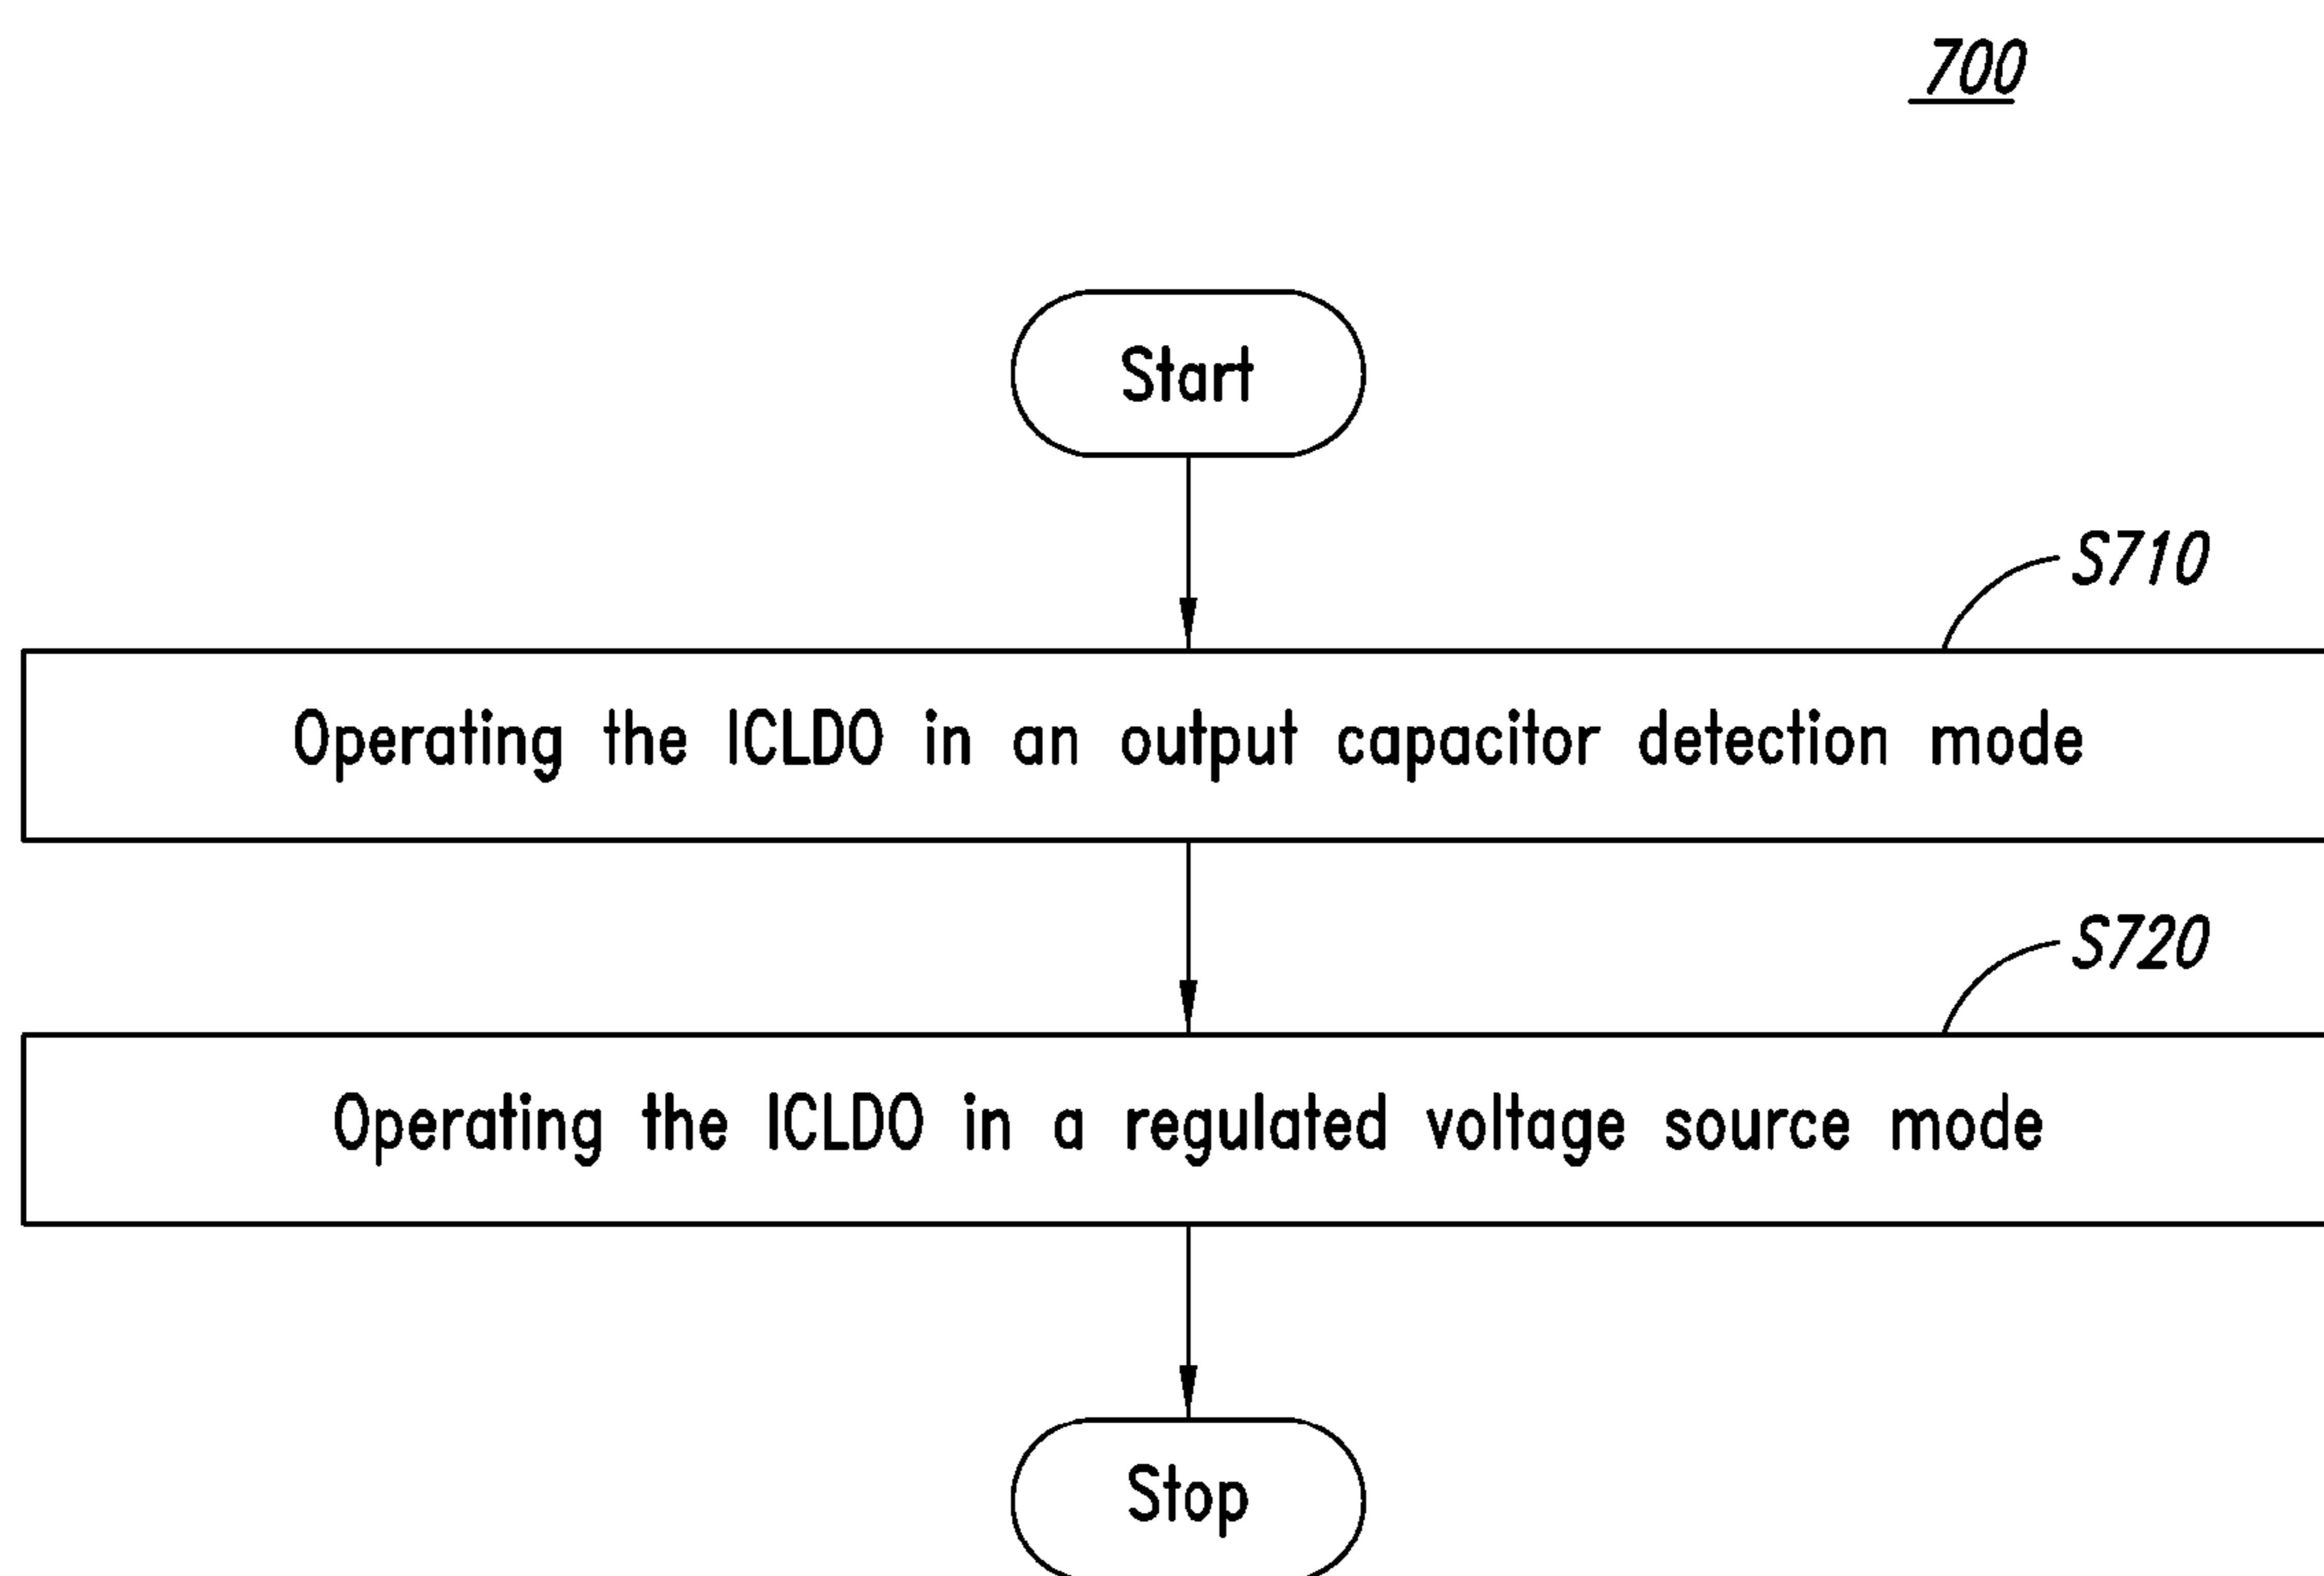 700
Start
S710
Operating the ICLDO in an output capacitor detection mode
S720
Operating the ICLDO in a regulated voltage source mode
Stop